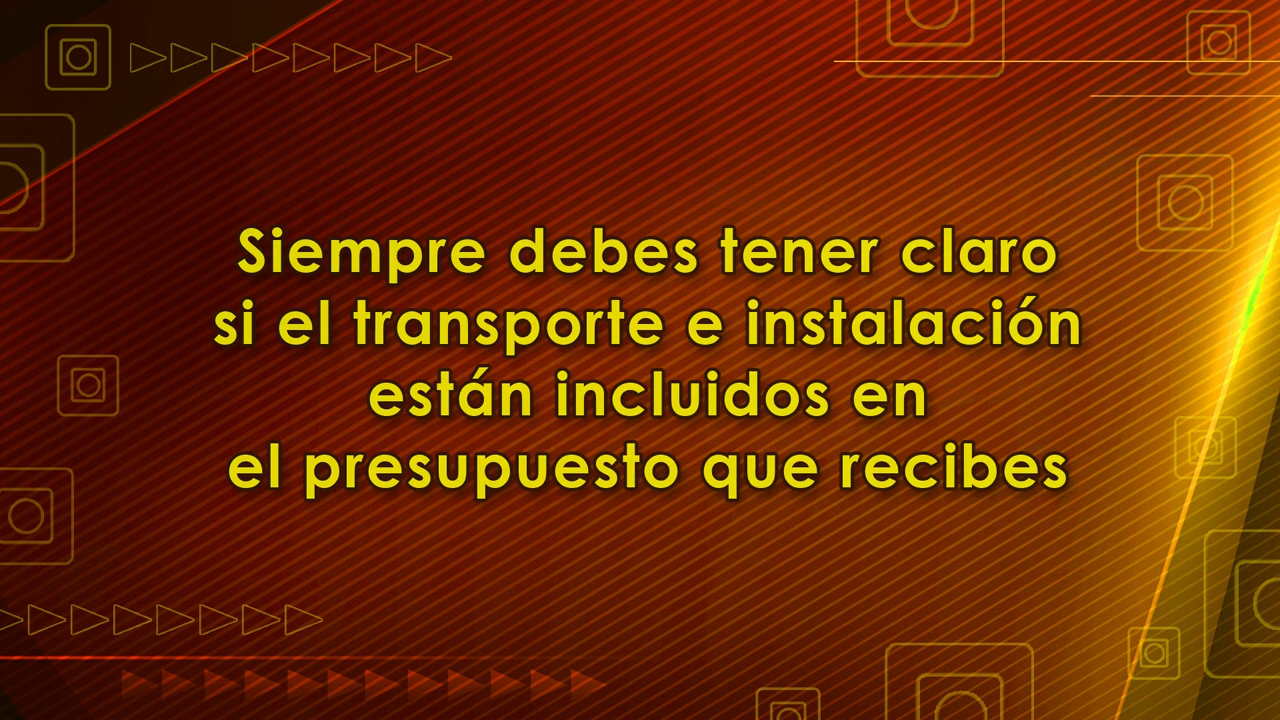 Siempre debes tener claro
si el transporte e instalación
están incluidos en
el presupuesto que recibes